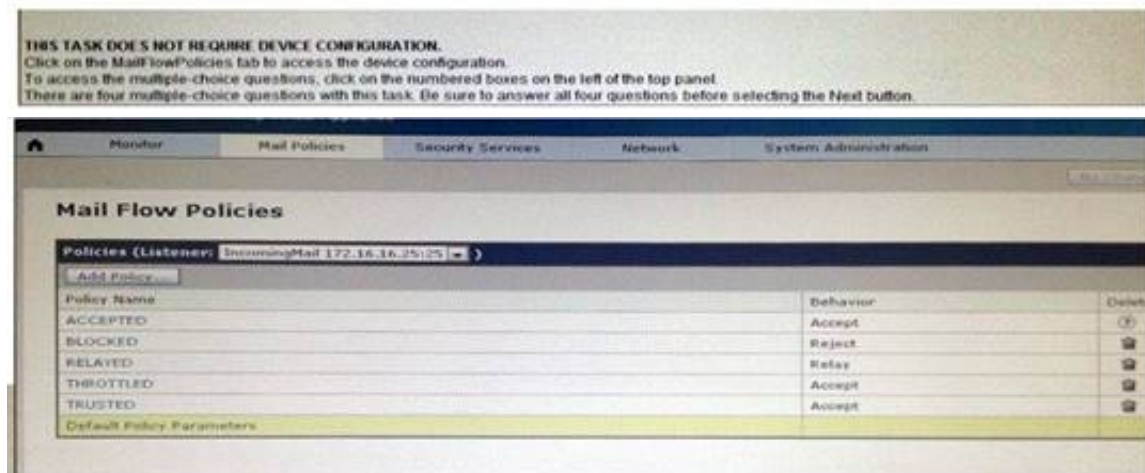 THIS TASK DOES NOT REQUIRE DEVICE CONFIGURATION.
Click on the MailFlowPolicies tab to access the device configuration.
To access the multiple-choice questions, click on the numbered boxes on the left of the top panel.
There are four multiple-choice questions with this task. Be sure to answer all four questions before selecting the Next button.
Monitor Mail Policies Security Services Network System Administration
Mail Flow Policies
Policies (Listener: IncomingMail 172.16.16.25:25 )
Add Policy...
Policy Name Behavior Delet
ACCEPTED Accept
BLOCKED Reject
RELAYED Relay
THROTTLED Accept
TRUSTED Accept
Default Policy Parameters